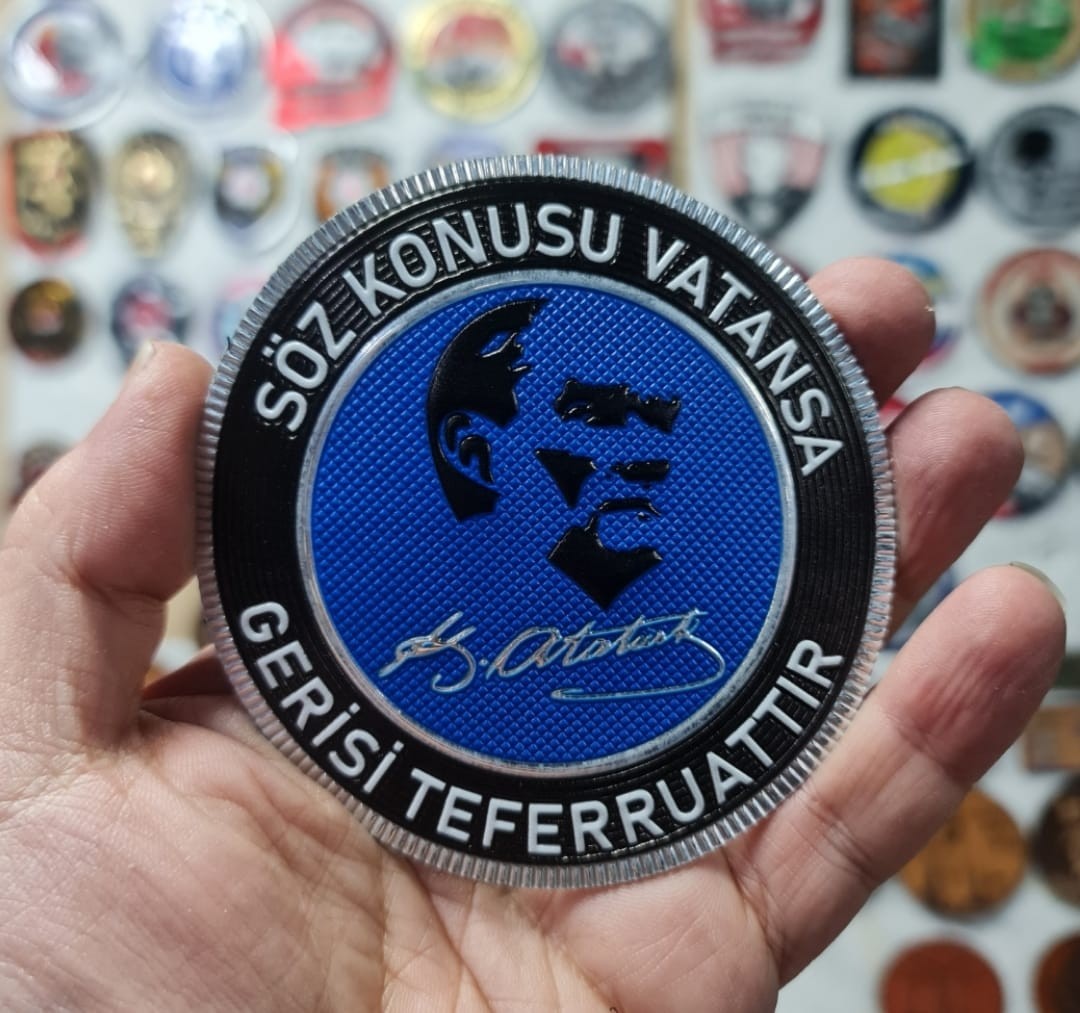 SÖZ KONUSU VATANSA
K. Atatürk
GERİSİ TEFERRUATTIR